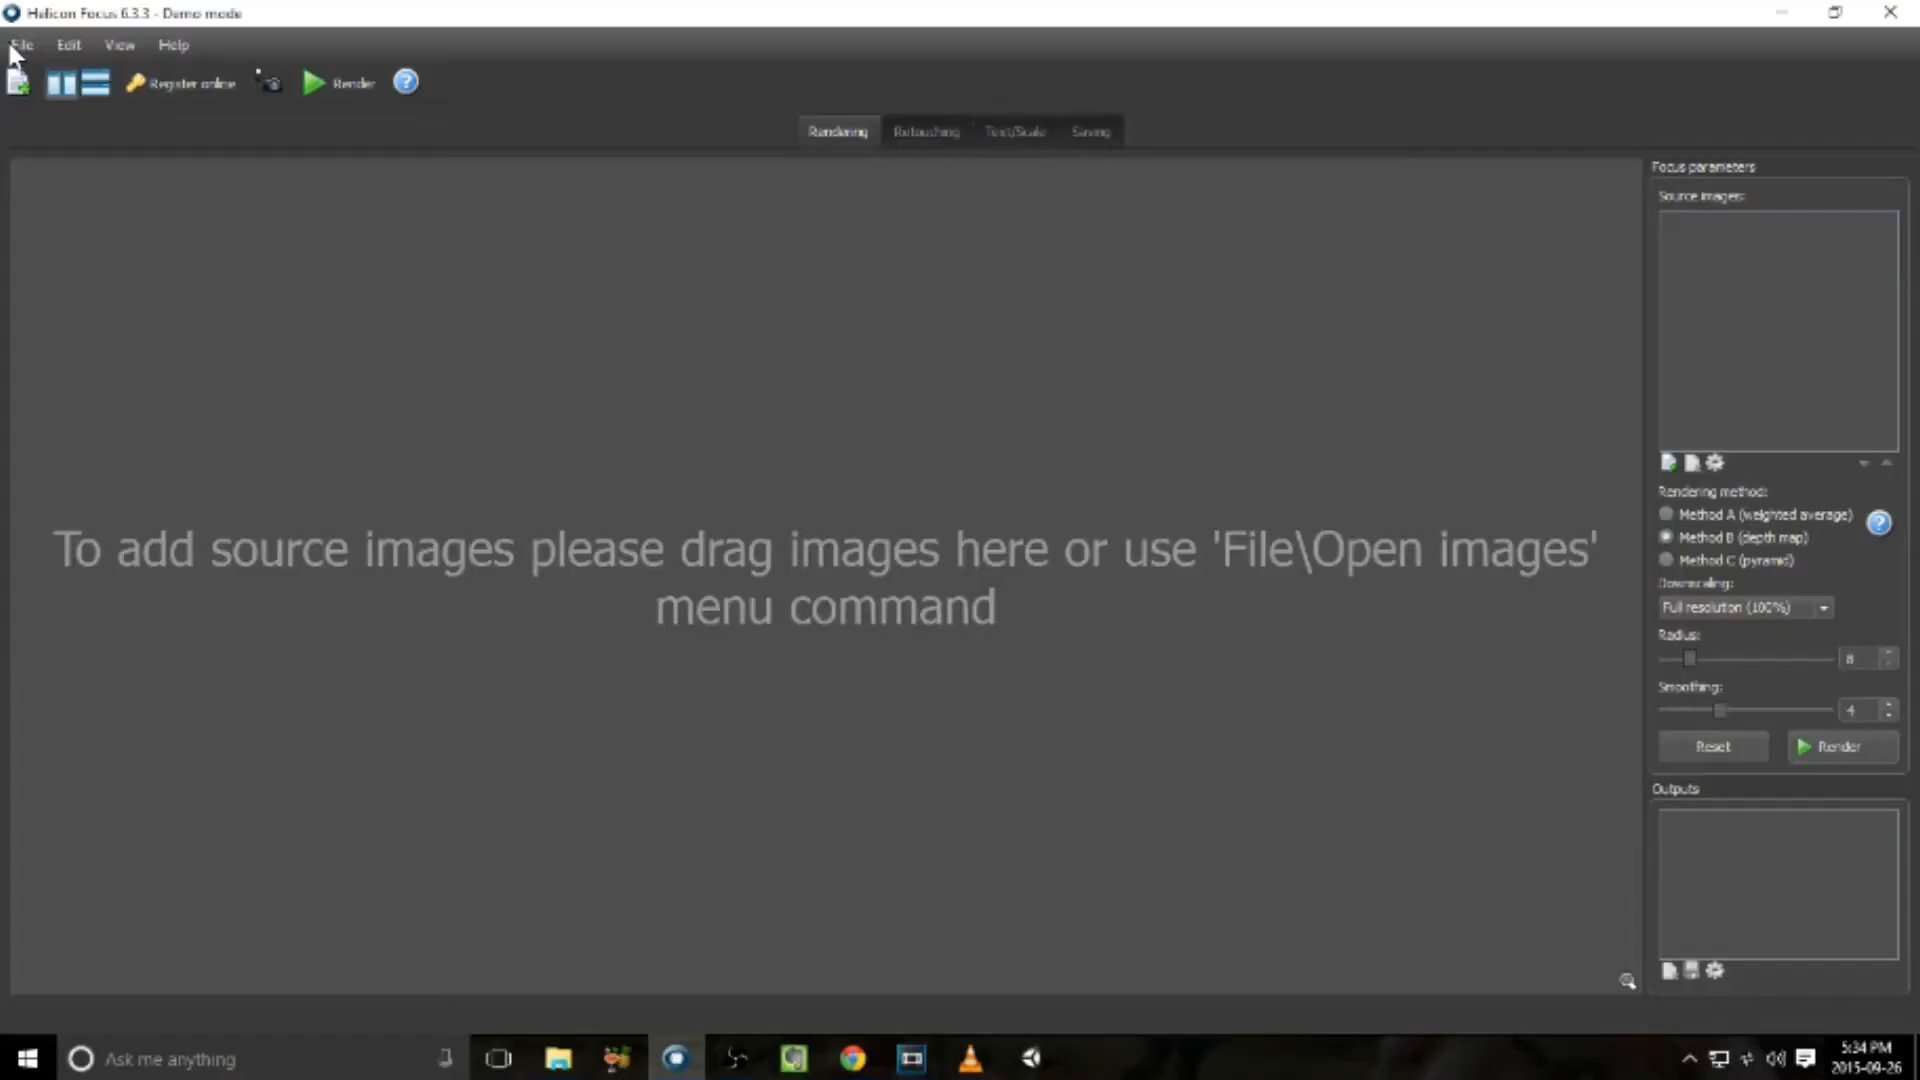 Helicon Focus 6.3.3 - Demo mode
File Edit View Help
Register online Render
Rendering Retouching Text/Scale Saving
Focus parameters
Source images:
To add source images please drag images here or use 'File\Open images'
menu command
Rendering method:
Method A (weighted average)
Method B (depth map)
Method C (pyramid)
Downscaling:
Full resolution (100%)
Radius:
8
Smoothing:
4
Reset Render
Outputs
Ask me anything
5:34 PM
2015-09-26